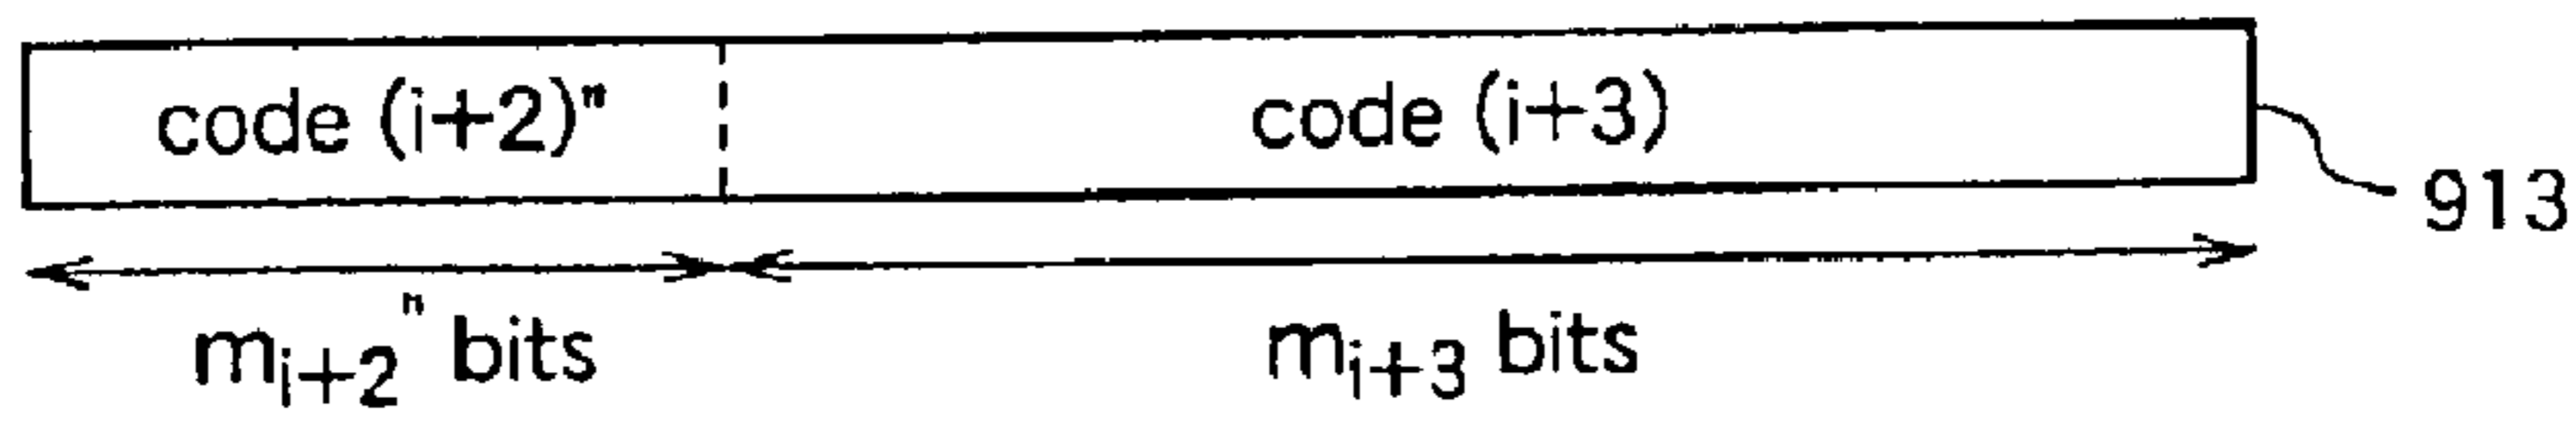 code (i+2)" code (i+3)
913
mi+2" bits mi+3 bits